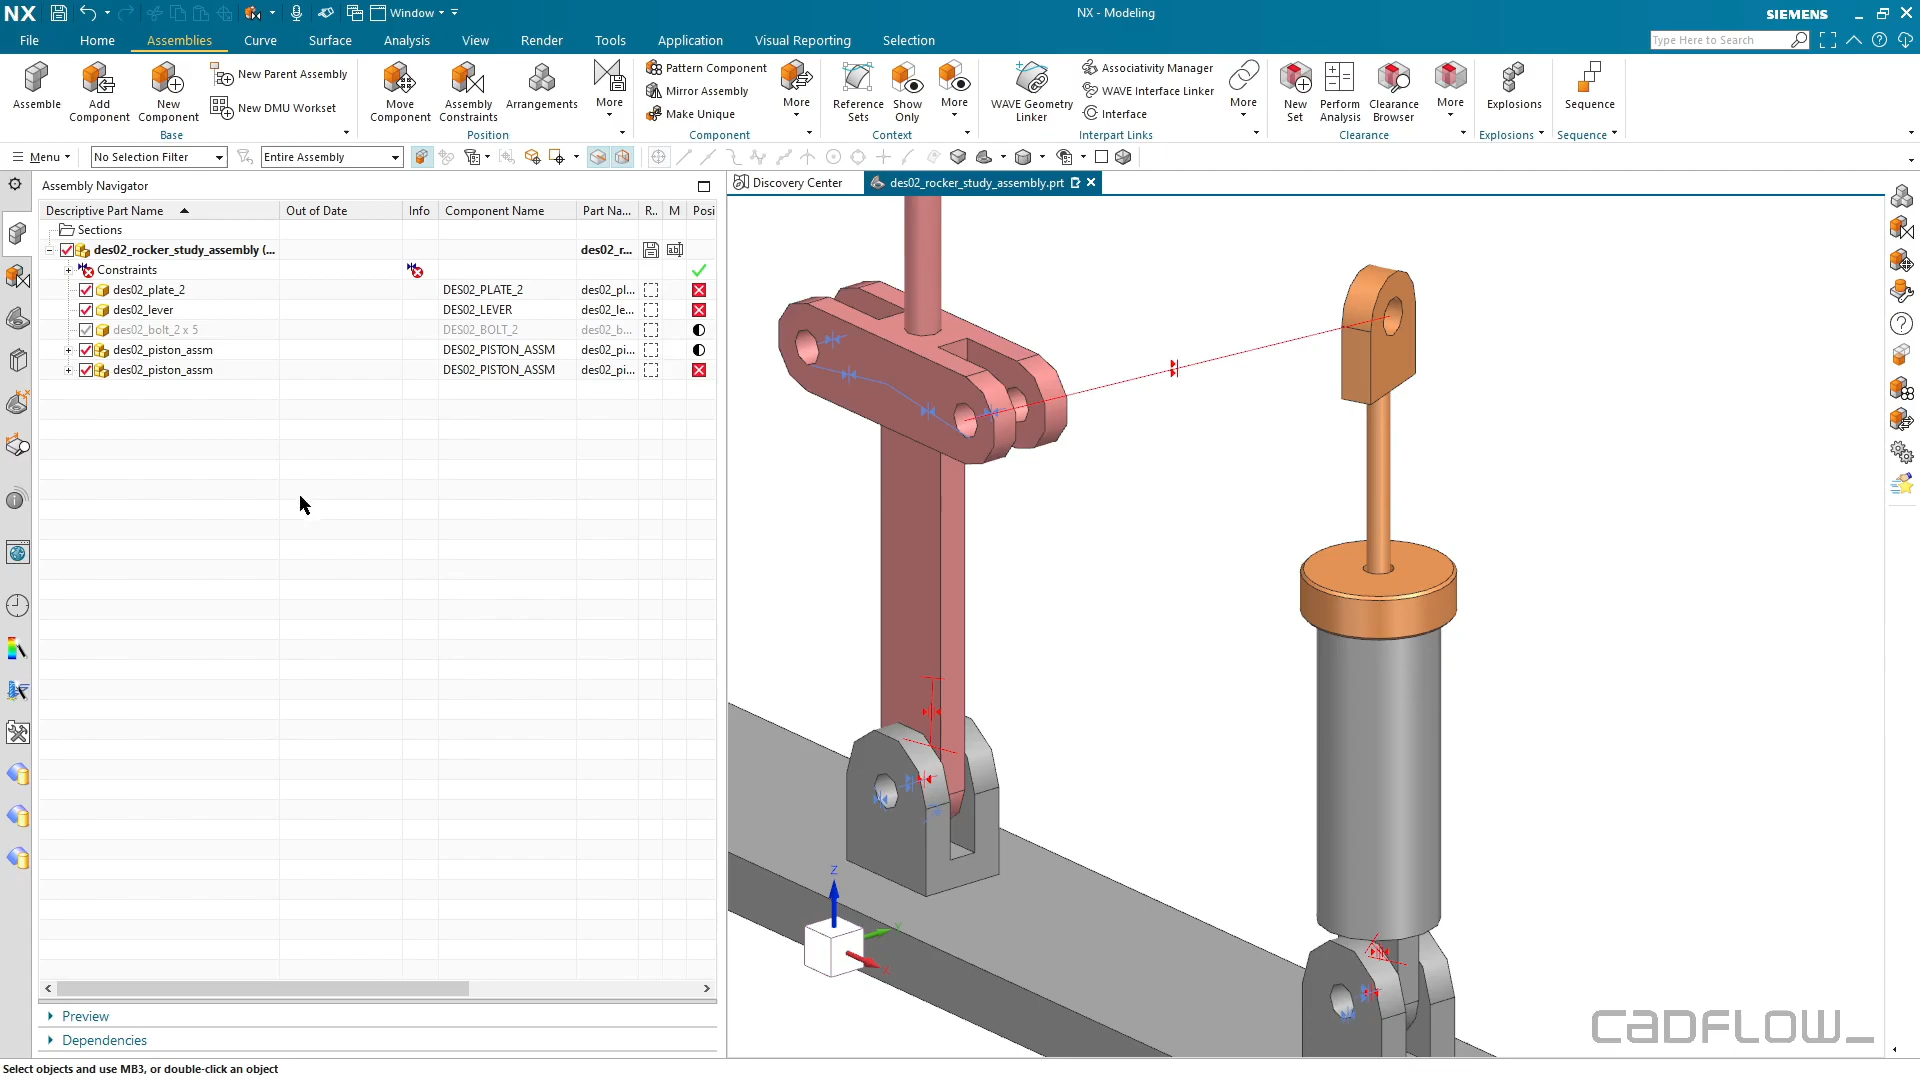 NX Window NX - Modeling SIEMENS
File Home Assemblies Curve Surface Analysis View Render Tools Application Visual Reporting Selection Type Here to Search
Assemble
Add Component
New Component
New Parent Assembly
New DMU Workset
Base
Move Component
Assembly Constraints
Arrangements
More
Position
Pattern Component
Mirror Assembly
Make Unique
More
Component
Reference Sets
Show Only
More
Context
WAVE Geometry Linker
Associativity Manager
WAVE Interface Linker
Interface
More
Interpart Links
New Set
Perform Analysis
Clearance Browser
More
Clearance
Explosions
Explosions
Sequence
Sequence
Menu No Selection Filter Entire Assembly
Assembly Navigator
Discovery Center des02_rocker_study_assembly.prt
Descriptive Part Name Out of Date Info Component Name Part Na... R.. M Posi
Sections
des02_rocker_study_assembly (... des02_r...
Constraints
des02_plate_2 DES02_PLATE_2 des02_pl...
des02_lever DES02_LEVER des02_le...
des02_bolt_2 x 5 DES02_BOLT_2 des02_b...
des02_piston_assm DES02_PISTON_ASSM des02_pi...
des02_piston_assm DES02_PISTON_ASSM des02_pi...
Z
Y
X
Preview
Dependencies
CADFLOW_
Select objects and use MB3, or double-click an object